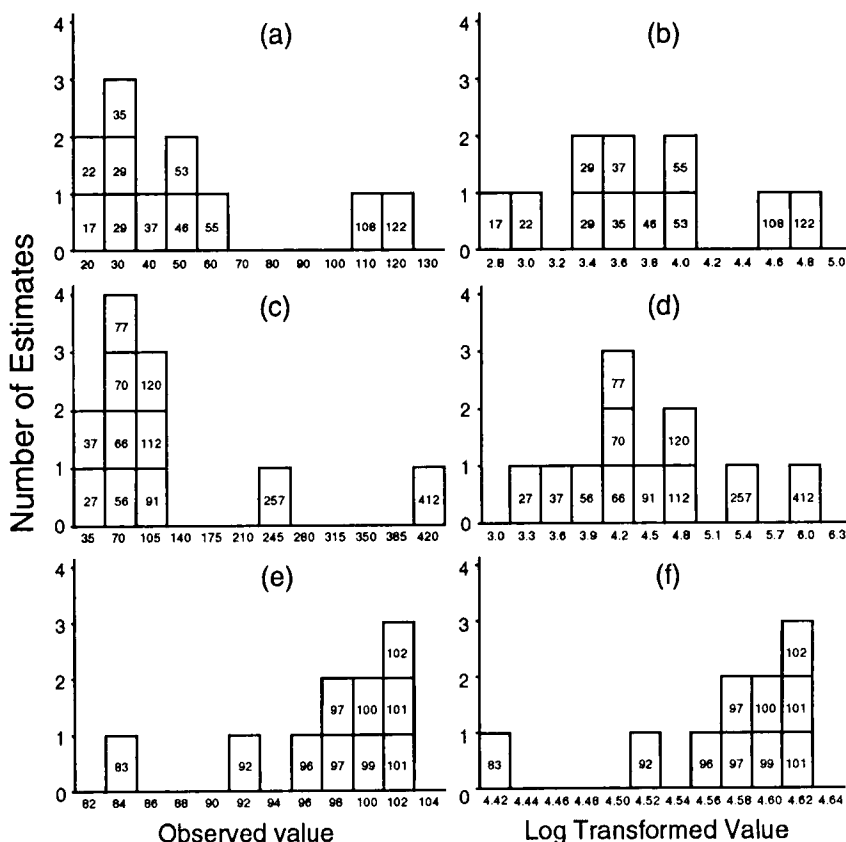 (a)
4
3
2
1
0
35
22 29 53
17 29 37 46 55 108 122
20 30 40 50 60 70 80 90 100 110 120 130
(b)
4
3
2
1
0
29 37 55
17 22 29 35 46 53 108 122
2.8 3.0 3.2 3.4 3.6 3.8 4.0 4.2 4.4 4.6 4.8 5.0
Number of Estimates
(c)
4
3
2
1
0
77
70 120
37 66 112
27 56 91 257 412
35 70 105 140 175 210 245 280 315 350 385 420
(d)
4
3
2
1
0
77
70 120
27 37 56 66 91 112 257 412
3.0 3.3 3.6 3.9 4.2 4.5 4.8 5.1 5.4 5.7 6.0 6.3
(e)
4
3
2
1
0
102
97 100 101
83 92 96 97 99 101
82 84 86 88 90 92 94 96 98 100 102 104
Observed value
(f)
4
3
2
1
0
102
97 100 101
83 92 96 97 99 101
4.42 4.44 4.46 4.48 4.50 4.52 4.54 4.56 4.58 4.60 4.62 4.64
Log Transformed Value